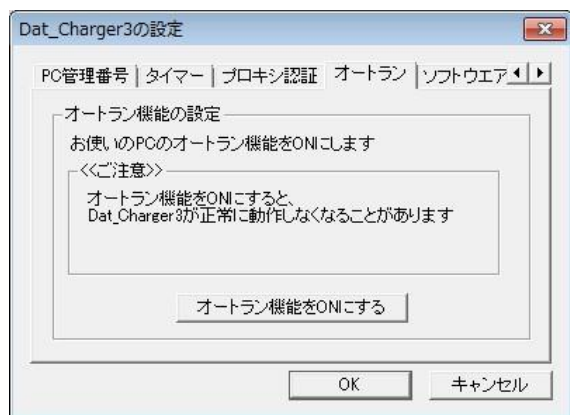 Dat_Charger3の設定
PC管理番号 タイマー プロキシ認証 オートラン ソフトウエア
オートラン機能の設定
お使いのPCのオートラン機能をONにします
<<ご注意>>
オートラン機能をONにすると、
Dat_Charger3が正常に動作しなくなることがあります
オートラン機能をONにする
OK キャンセル